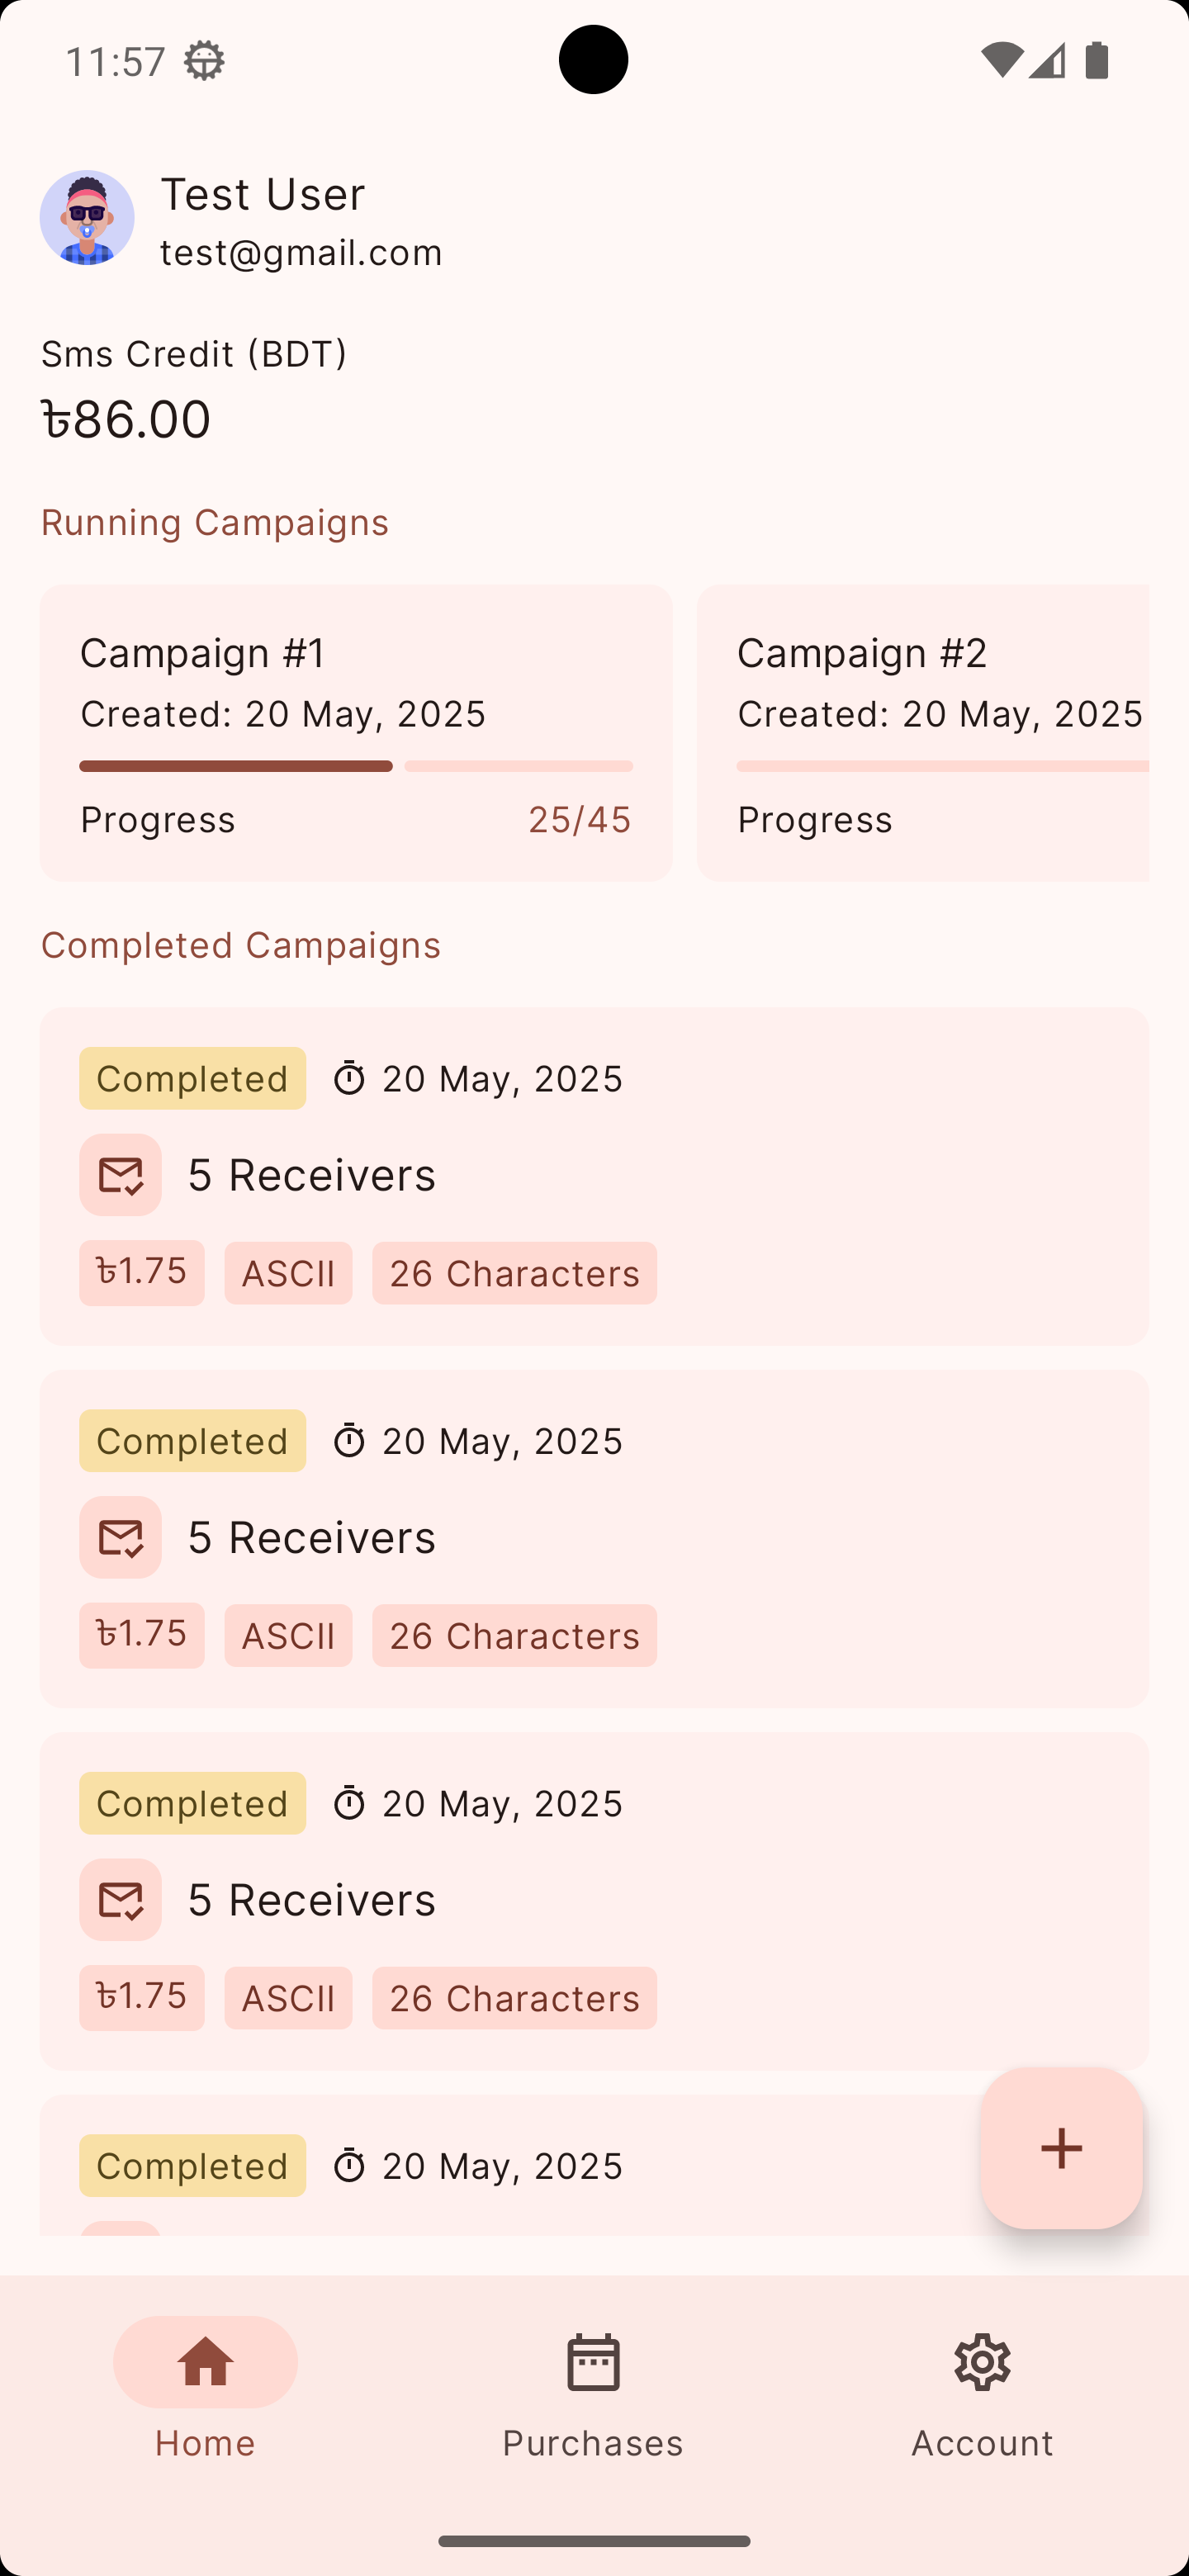 11:57
Test User
test@gmail.com
Sms Credit (BDT)
৳86.00
Running Campaigns
Campaign #1
Created: 20 May, 2025
Progress 25/45
Campaign #2
Created: 20 May, 2025
Progress
Completed Campaigns
Completed 20 May, 2025
5 Receivers
৳1.75 ASCII 26 Characters
Completed 20 May, 2025
5 Receivers
৳1.75 ASCII 26 Characters
Completed 20 May, 2025
5 Receivers
৳1.75 ASCII 26 Characters
Completed 20 May, 2025
Home Purchases Account